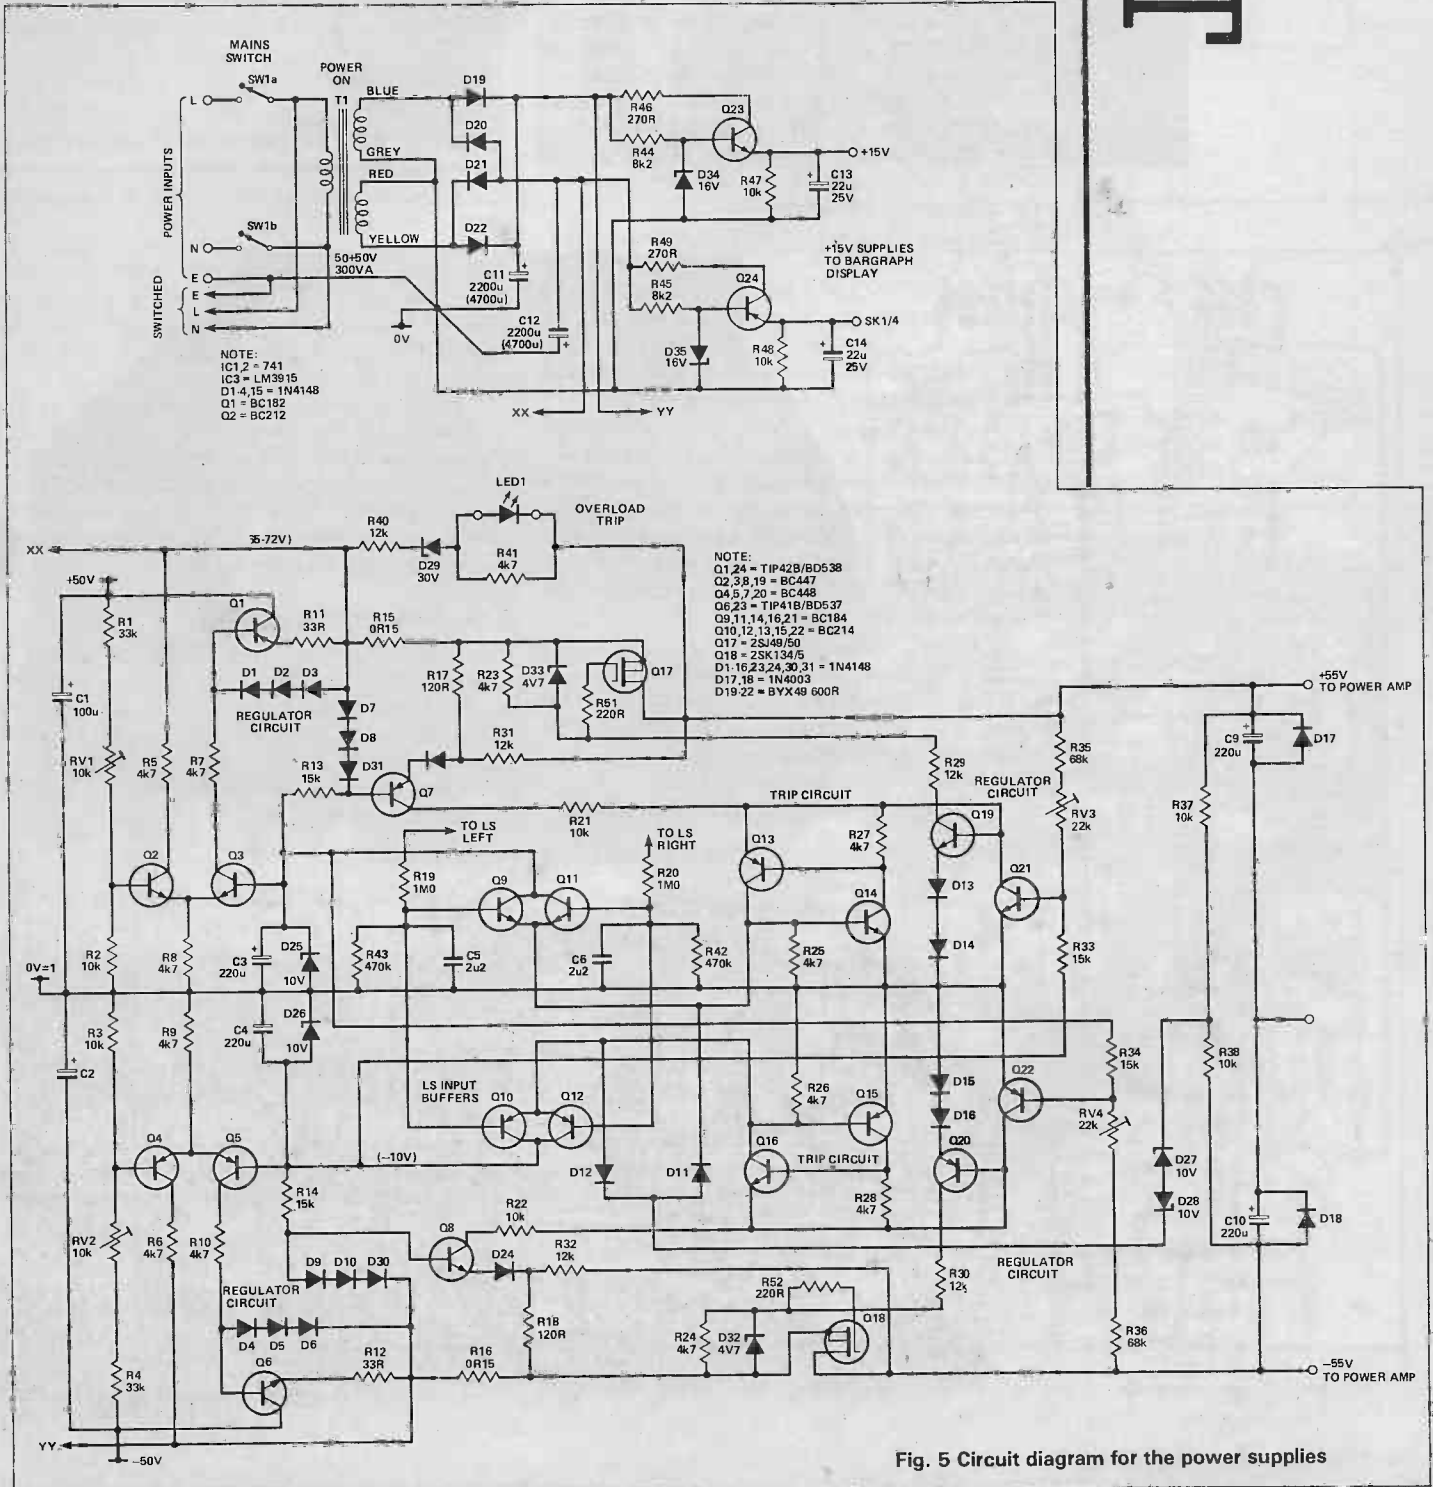 MAINS
SWITCH
SW1a
POWER
ON
T1
BLUE
D19
L
D20
GREY
D21
RED
D22
YELLOW
POWER INPUTS
SW1b
N
E
50+50V
300VA
SWITCHED
E
L
N
C11
2200u
(4700u)
C12
2200u
(4700u)
0V
R46
270R
Q23
R44
8k2
D34
16V
R47
10k
+15V
C13
22u
25V
R49
270R
Q24
R45
8k2
+15V SUPPLIES
TO BARGRAPH
DISPLAY
SK1/4
D35
16V
R48
10k
C14
22u
25V
XX
YY
NOTE:
IC1,2 = 741
IC3 = LM3915
D1-4,15 = 1N4148
Q1 = BC182
Q2 = BC212
LED1
OVERLOAD
TRIP
XX
5-72V)
R40
12k
D29
30V
R41
4k7
NOTE:
Q1,24 = TIP42B/BD538
Q2,3,8,19 = BC447
Q4,5,7,20 = BC448
Q6,23 = TIP41B/BD537
Q9,11,14,16,21 = BC184
Q10,12,13,15,22 = BC214
Q17 = 2SJ49/50
Q18 = 2SK134/5
D1-16,23,24,30,31 = 1N4148
D17,18 = 1N4003
D19-22 = BYX49 600R
+50V
R1
33k
Q1
R11
33R
R15
0R15
D1
D2
D3
REGULATOR
CIRCUIT
R17
120R
R23
4k7
D33
4V7
Q17
R51
220R
C1
100u
D7
D8
D31
R31
12k
RV1
10k
R5
4k7
R7
4k7
R13
15k
Q7
R21
10k
+55V
TO POWER AMP
C9
220u
D17
R35
68k
R29
12k
REGULATOR
CIRCUIT
RV3
22k
R37
10k
TRIP CIRCUIT
TO LS
LEFT
TO LS
RIGHT
Q13
R27
4k7
Q19
Q2
Q3
R19
1M0
Q9
Q11
R20
1M0
Q14
D13
Q21
D14
R2
10k
R8
4k7
C3
220u
D25
10V
R43
470k
C5
2u2
C6
2u2
R42
470k
R25
4k7
R33
15k
0V=1
R3
10k
R9
4k7
C4
220u
D26
10V
C2
R34
15k
R38
10k
LS INPUT
BUFFERS
Q10
Q12
R26
4k7
Q15
D15
D16
Q22
RV4
22k
Q4
Q5
(−10V)
D12
D11
Q16
TRIP CIRCUIT
Q20
D27
10V
D28
10V
R14
15k
R28
4k7
RV2
10k
R6
4k7
R10
4k7
Q8
R22
10k
D24
R32
12k
C10
220u
D18
D9
D10
D30
REGULATOR
CIRCUIT
D4
D5
D6
REGULATOR
CIRCUIT
R30
12k
R52
220R
R18
120R
R24
4k7
D32
4V7
Q18
R36
68k
Q6
R12
33R
R16
0R15
R4
33k
−55V
TO POWER AMP
YY
−50V
Fig. 5 Circuit diagram for the power supplies